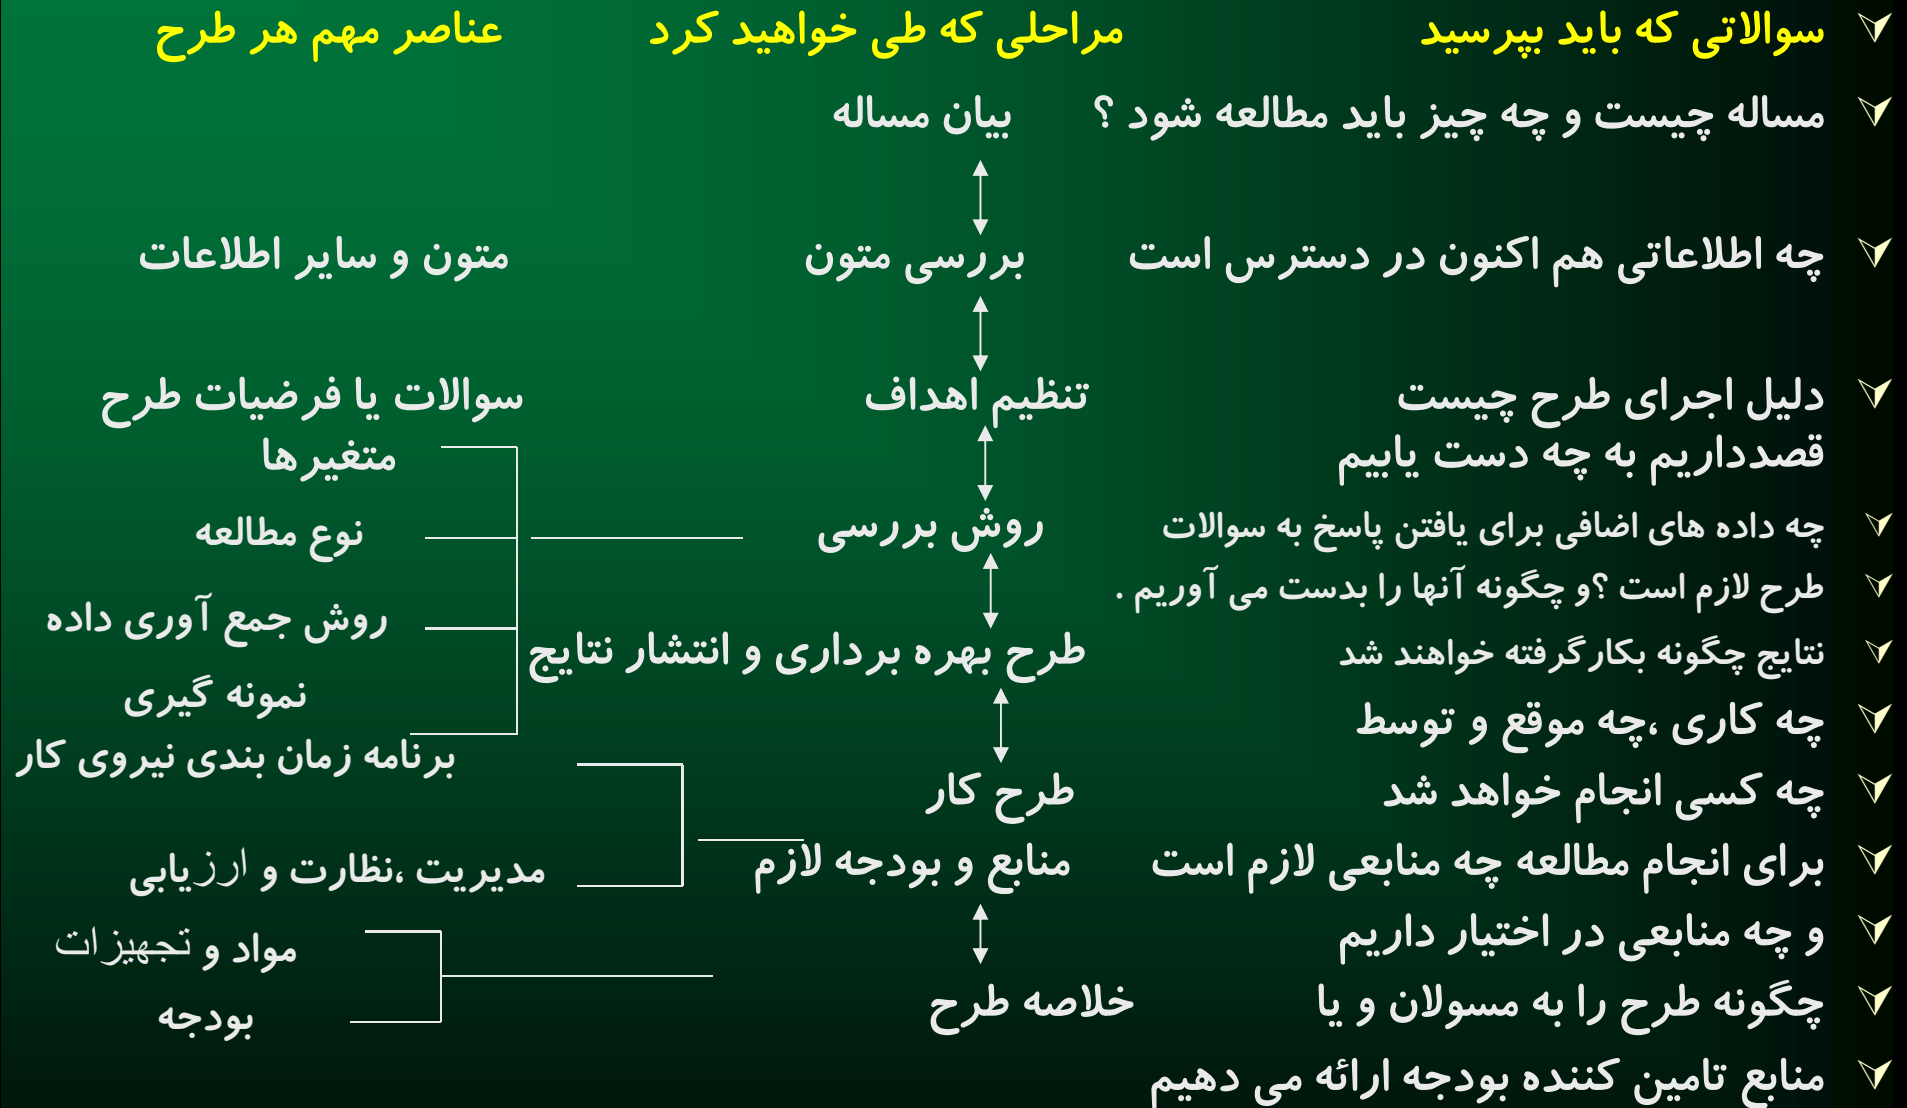 سوالاتی که باید بپرسید مراحلی که طی خواهید کرد عناصر مهم هر طرح
مساله چیست و چه چیز باید مطالعه شود ؟ بیان مساله
چه اطلاعاتی هم اکنون در دسترس است بررسی متون متون و سایر اطلاعات
دلیل اجرای طرح چیست تنظیم اهداف سوالات یا فرضیات طرح
قصدداریم به چه دست یابیم متغیرها
چه داده های اضافی برای یافتن پاسخ به سوالات روش بررسی نوع مطالعه
طرح لازم است ؟و چگونه آنها را بدست می آوریم . روش جمع آوری داده
نتایج چگونه بکارگرفته خواهند شد طرح بهره برداری و انتشار نتایج نمونه گیری
چه کاری ،چه موقع و توسط برنامه زمان بندی نیروی کار
چه کسی انجام خواهد شد طرح کار
برای انجام مطالعه چه منابعی لازم است منابع و بودجه لازم مدیریت ،نظارت و ارزیابی
و چه منابعی در اختیار داریم مواد و تجهیزات
چگونه طرح را به مسولان و یا خلاصه طرح بودجه
منابع تامین کننده بودجه ارائه می دهیم